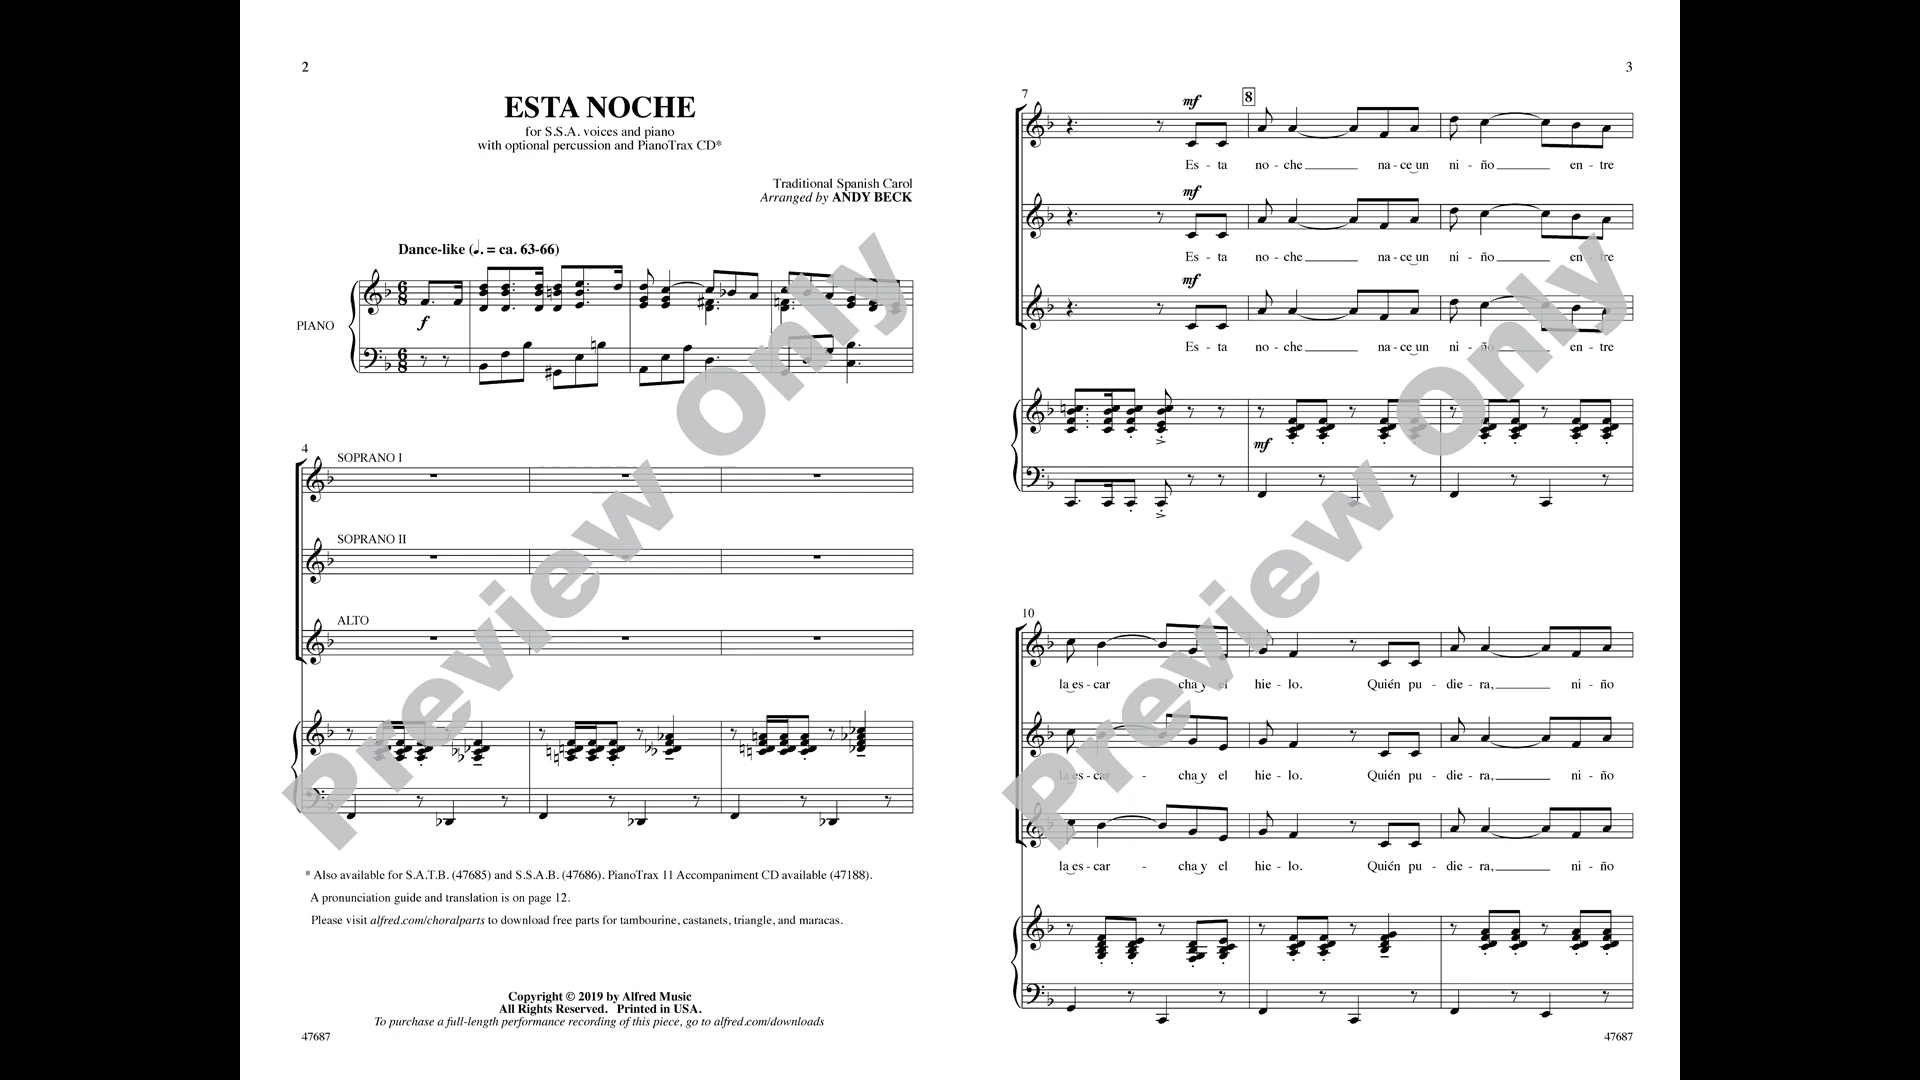 2
ESTA NOCHE
for S.S.A. voices and piano
with optional percussion and PianoTrax CD*
Traditional Spanish Carol
Arranged by ANDY BECK
Dance-like (♩. = ca. 63-66)
PIANO
f
4
SOPRANO I
SOPRANO II
ALTO
* Also available for S.A.T.B. (47685) and S.S.A.B. (47686). PianoTrax 11 Accompaniment CD available (47188).
A pronunciation guide and translation is on page 12.
Please visit alfred.com/choralparts to download free parts for tambourine, castanets, triangle, and maracas.
Copyright © 2019 by Alfred Music
All Rights Reserved. Printed in USA.
To purchase a full-length performance recording of this piece, go to alfred.com/downloads
47687
Preview Only
3
7
mf
8
Es - ta no - che na - ce un ni - ño en - tre
mf
Es - ta no - che na - ce un ni - ño en - tre
mf
Es - ta no - che na - ce un ni - ño en - tre
mf
10
la es - car cha y el hie - lo. Quién pu - die - ra, ni - ño
la es - car - cha y el hie - lo. Quién pu - die - ra, ni - ño
la es - car - cha y el hie - lo. Quién pu - die - ra, ni - ño
47687
Preview Only